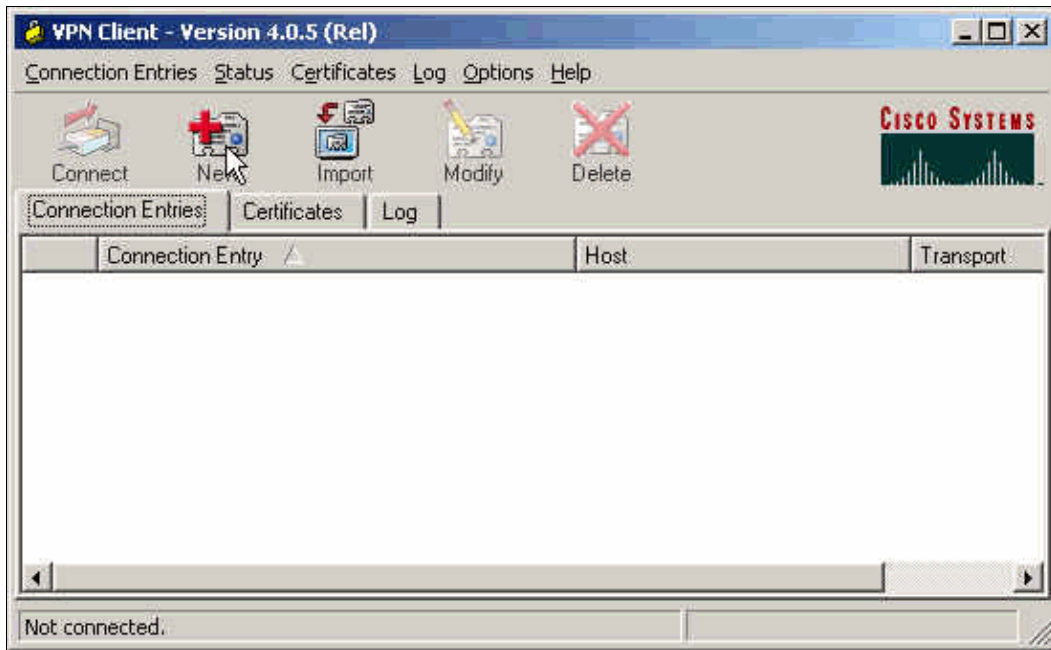 VPN Client - Version 4.0.5 (Rel)
Connection Entries Status Certificates Log Options Help
Connect New Import Modify Delete
CISCO SYSTEMS
Connection Entries Certificates Log
Connection Entry Host Transport
Not connected.